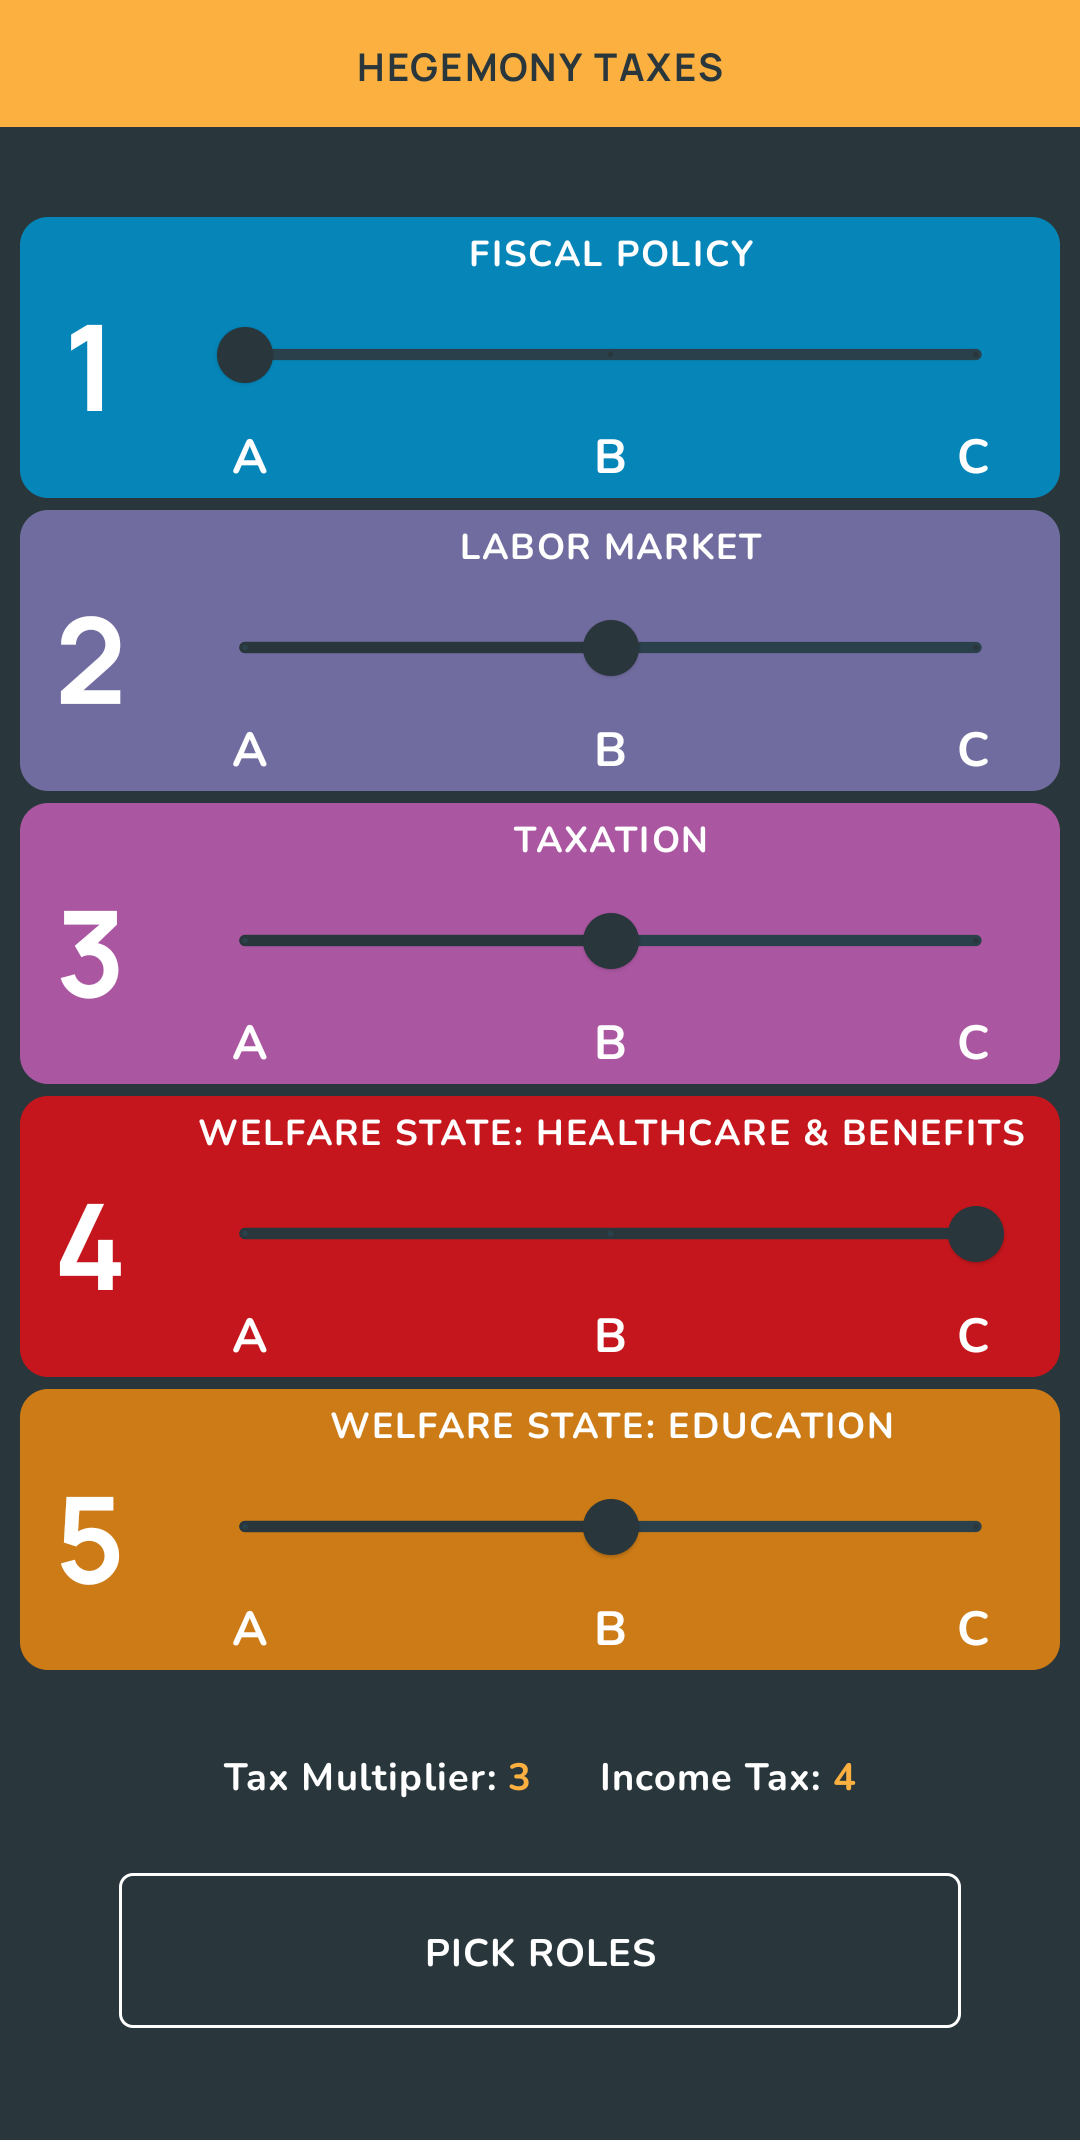 HEGEMONY TAXES
FISCAL POLICY
1
A B C
LABOR MARKET
2
A B C
TAXATION
3
A B C
WELFARE STATE: HEALTHCARE & BENEFITS
4
A B C
WELFARE STATE: EDUCATION
5
A B C
Tax Multiplier: 3 Income Tax: 4
PICK ROLES